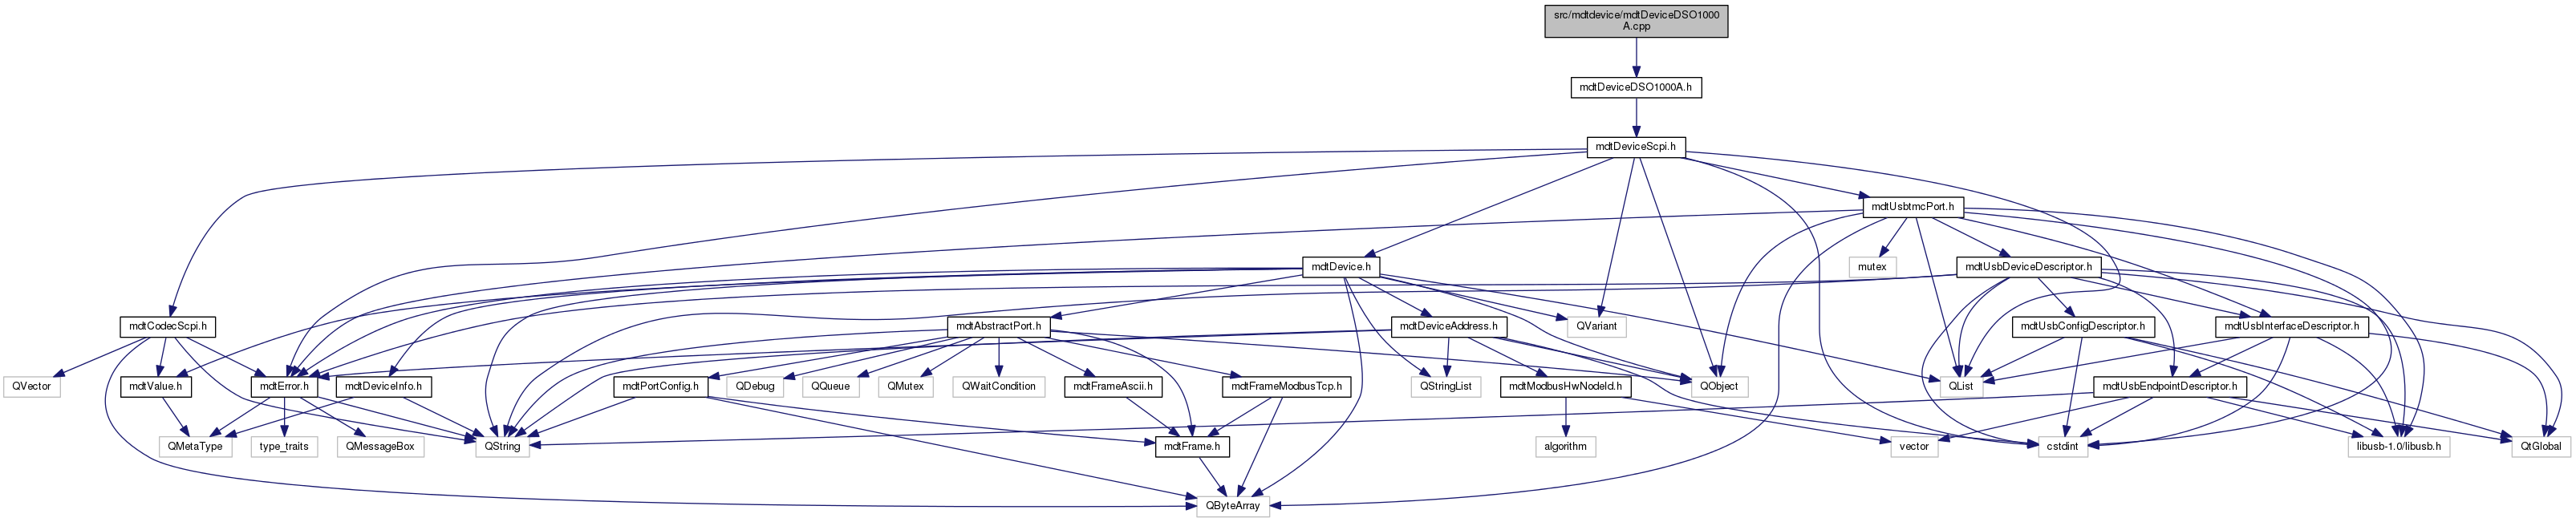 src/mdtdevice/mdtDeviceDSO1000
A.cpp
mdtDeviceDSO1000A.h
mdtDeviceScpi.h
mdtUsbtmcPort.h
mdtDevice.h
mutex
mdtUsbDeviceDescriptor.h
mdtCodecScpi.h
mdtAbstractPort.h
mdtDeviceAddress.h
QVariant
mdtUsbConfigDescriptor.h
mdtUsbInterfaceDescriptor.h
QVector
mdtValue.h
mdtError.h
mdtDeviceInfo.h
mdtPortConfig.h
QDebug
QQueue
QMutex
QWaitCondition
mdtFrameAscii.h
mdtFrameModbusTcp.h
QStringList
mdtModbusHwNodeId.h
QObject
QList
mdtUsbEndpointDescriptor.h
QMetaType
type_traits
QMessageBox
QString
mdtFrame.h
algorithm
vector
cstdint
libusb-1.0/libusb.h
QtGlobal
QByteArray